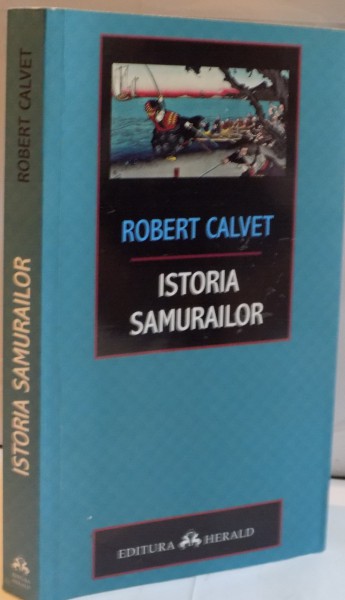 ROBERT CALVET
ISTORIA
SAMURAILOR
EDITURA HERALD
ISTORIA SAMURAILOR
ROBERT CALVET